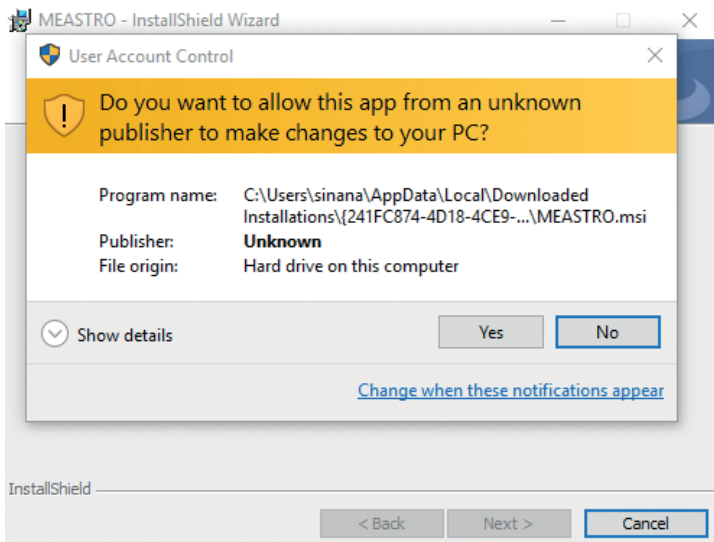 MEASTRO - InstallShield Wizard
User Account Control
Do you want to allow this app from an unknown
publisher to make changes to your PC?
Program name: C:\Users\sinana\AppData\Local\Downloaded
Installations\{241FC874-4D18-4CE9-...\MEASTRO.msi
Publisher: Unknown
File origin: Hard drive on this computer
Show details
Yes No
Change when these notifications appear
InstallShield
< Back Next > Cancel